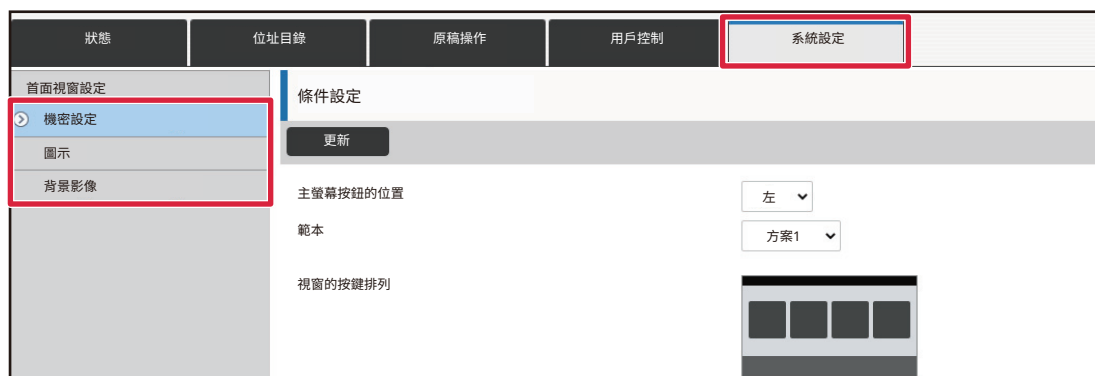 狀態
位址目錄
原稿操作
用戶控制
系統設定
首面視窗設定
機密設定
圖示
背景影像
條件設定
更新
主螢幕按鈕的位置
左
範本
方案1
視窗的按鍵排列